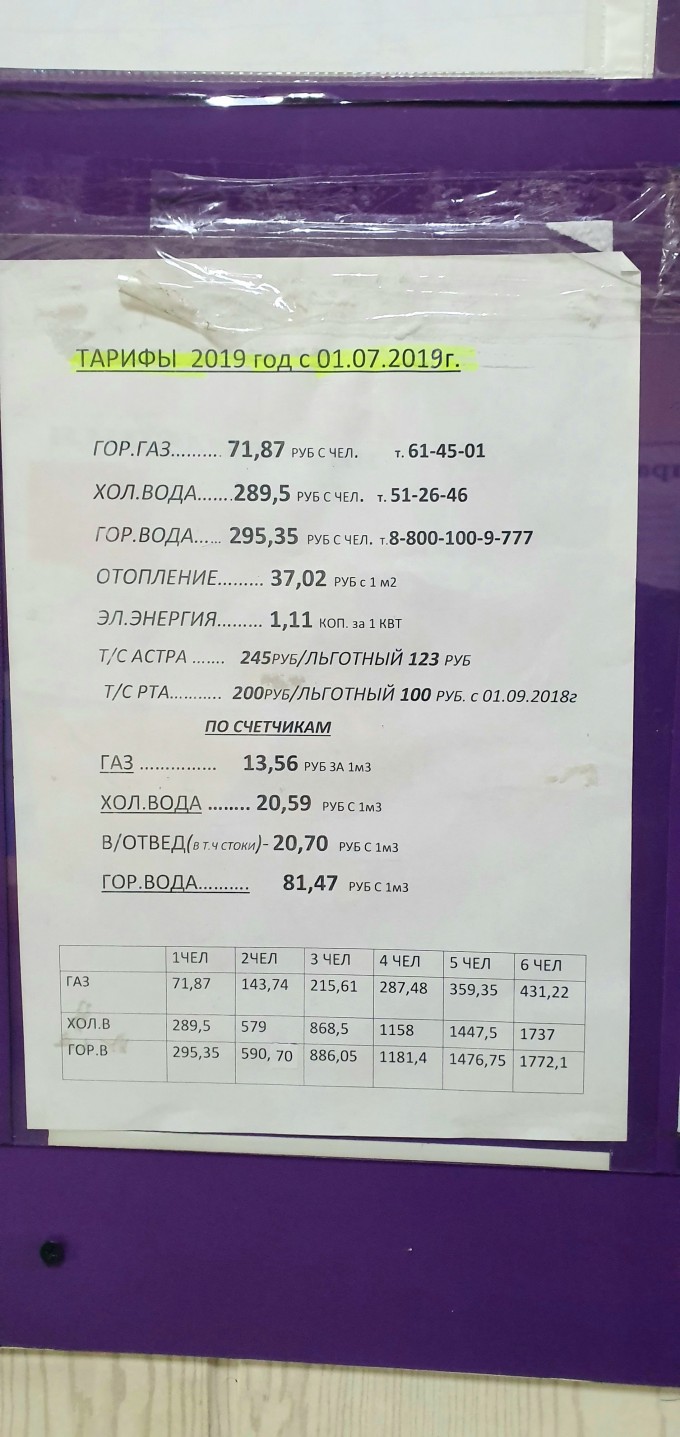 ТАРИФЫ 2019 год с 01.07.2019г.
ГОР.ГАЗ.......... 71,87 РУБ С ЧЕЛ. т. 61-45-01
ХОЛ.ВОДА.......289,5 РУБ С ЧЕЛ. т. 51-26-46
ГОР.ВОДА...... 295,35 РУБ С ЧЕЛ. т.8-800-100-9-777
ОТОПЛЕНИЕ......... 37,02 РУБ с 1 м2
ЭЛ.ЭНЕРГИЯ......... 1,11 КОП. за 1 КВТ
Т/С АСТРА ....... 245РУБ/ЛЬГОТНЫЙ 123 РУБ
Т/С РТА.......... 200РУБ/ЛЬГОТНЫЙ 100 РУБ. с 01.09.2018г
ПО СЧЕТЧИКАМ
ГАЗ ............... 13,56 РУБ ЗА 1м3
ХОЛ.ВОДА ........ 20,59 РУБ С 1м3
В/ОТВЕД(в т.ч стоки)- 20,70 РУБ С 1м3
ГОР.ВОДА.......... 81,47 РУБ С 1м3
1ЧЕЛ 2ЧЕЛ 3 ЧЕЛ 4 ЧЕЛ 5 ЧЕЛ 6 ЧЕЛ
ГАЗ 71,87 143,74 215,61 287,48 359,35 431,22
ХОЛ.В 289,5 579 868,5 1158 1447,5 1737
ГОР.В 295,35 590, 70 886,05 1181,4 1476,75 1772,1